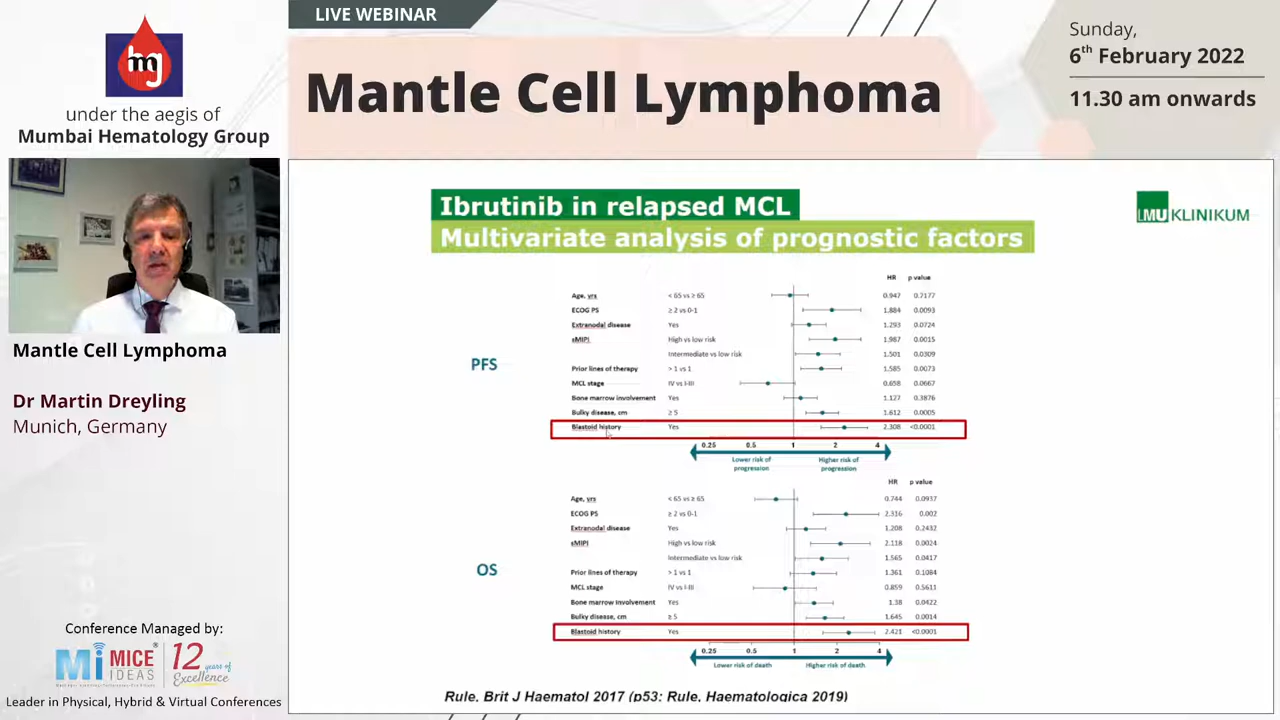 LIVE WEBINAR
Mantle Cell Lymphoma
Sunday,
6th February 2022
11.30 am onwards
hg
under the aegis of
Mumbai Hematology Group
Mantle Cell Lymphoma
Dr Martin Dreyling
Munich, Germany
Conference Managed by:
Mi MICE IDEAS 12 years of Excellence
Leader in Physical, Hybrid & Virtual Conferences
Ibrutinib in relapsed MCL
Multivariate analysis of prognostic factors
LMU KLINIKUM
PFS
HR p value
Age, yrs < 65 vs ≥ 65 0.947 0.7177
ECOG PS ≥ 2 vs 0-1 1.884 0.0093
Extranodal disease Yes 1.293 0.0724
sMIPI High vs low risk 1.987 0.0015
Intermediate vs low risk 1.501 0.0309
Prior lines of therapy > 1 vs 1 1.585 0.0073
MCL stage IV vs I-III 0.658 0.0667
Bone marrow involvement Yes 1.127 0.3876
Bulky disease, cm ≥ 5 1.612 0.0005
Blastoid history Yes 2.308 <0.0001
0.25 0.5 1 2 4
Lower risk of progression Higher risk of progression
OS
HR p value
Age, yrs < 65 vs ≥ 65 0.744 0.0937
ECOG PS ≥ 2 vs 0-1 2.316 0.002
Extranodal disease Yes 1.208 0.2432
sMIPI High vs low risk 2.118 0.0024
Intermediate vs low risk 1.565 0.0417
Prior lines of therapy > 1 vs 1 1.361 0.1084
MCL stage IV vs I-III 0.859 0.5611
Bone marrow involvement Yes 1.38 0.0422
Bulky disease, cm ≥ 5 1.645 0.0014
Blastoid history Yes 2.421 <0.0001
0.25 0.5 1 2 4
Lower risk of death Higher risk of death
Rule, Brit J Haematol 2017 (p53; Rule, Haematologica 2019)